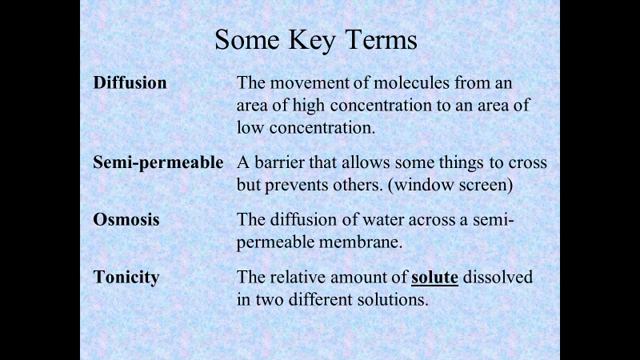 Some Key Terms
Diffusion The movement of molecules from an
area of high concentration to an area of
low concentration.
Semi-permeable A barrier that allows some things to cross
but prevents others. (window screen)
Osmosis The diffusion of water across a semi-
permeable membrane.
Tonicity The relative amount of solute dissolved
in two different solutions.